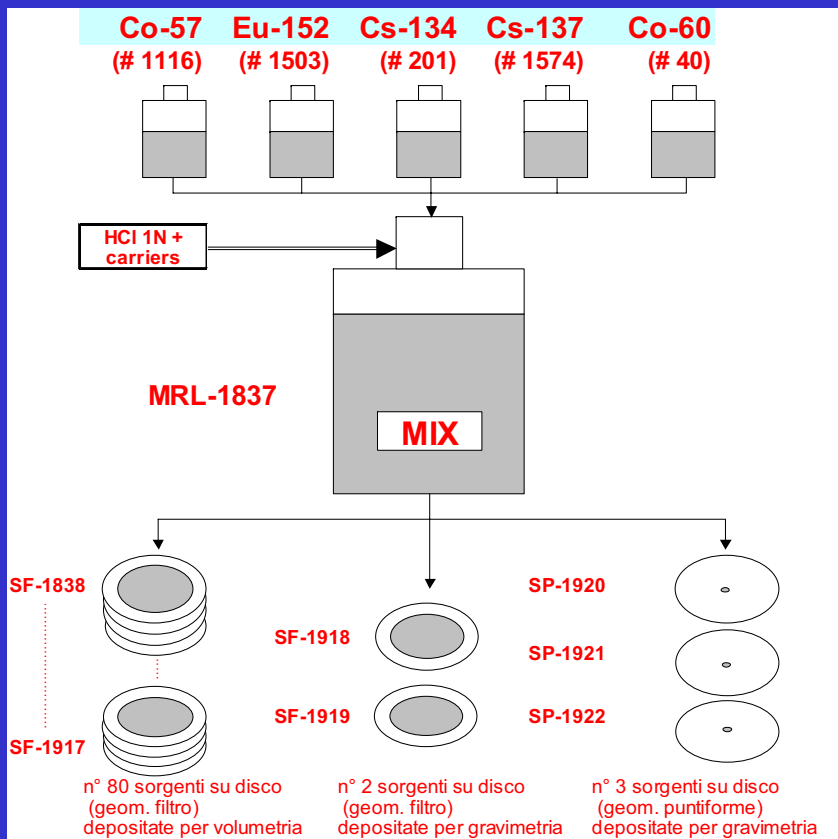 Co-57 Eu-152 Cs-134 Cs-137 Co-60
(# 1116) (# 1503) (# 201) (# 1574) (# 40)
HCl 1N +
carriers
MRL-1837
MIX
SF-1838
SF-1917
n° 80 sorgenti su disco
(geom. filtro)
depositate per volumetria
SF-1918
SF-1919
n° 2 sorgenti su disco
(geom. filtro)
depositate per gravimetria
SP-1920
SP-1921
SP-1922
n° 3 sorgenti su disco
(geom. puntiforme)
depositate per gravimetria